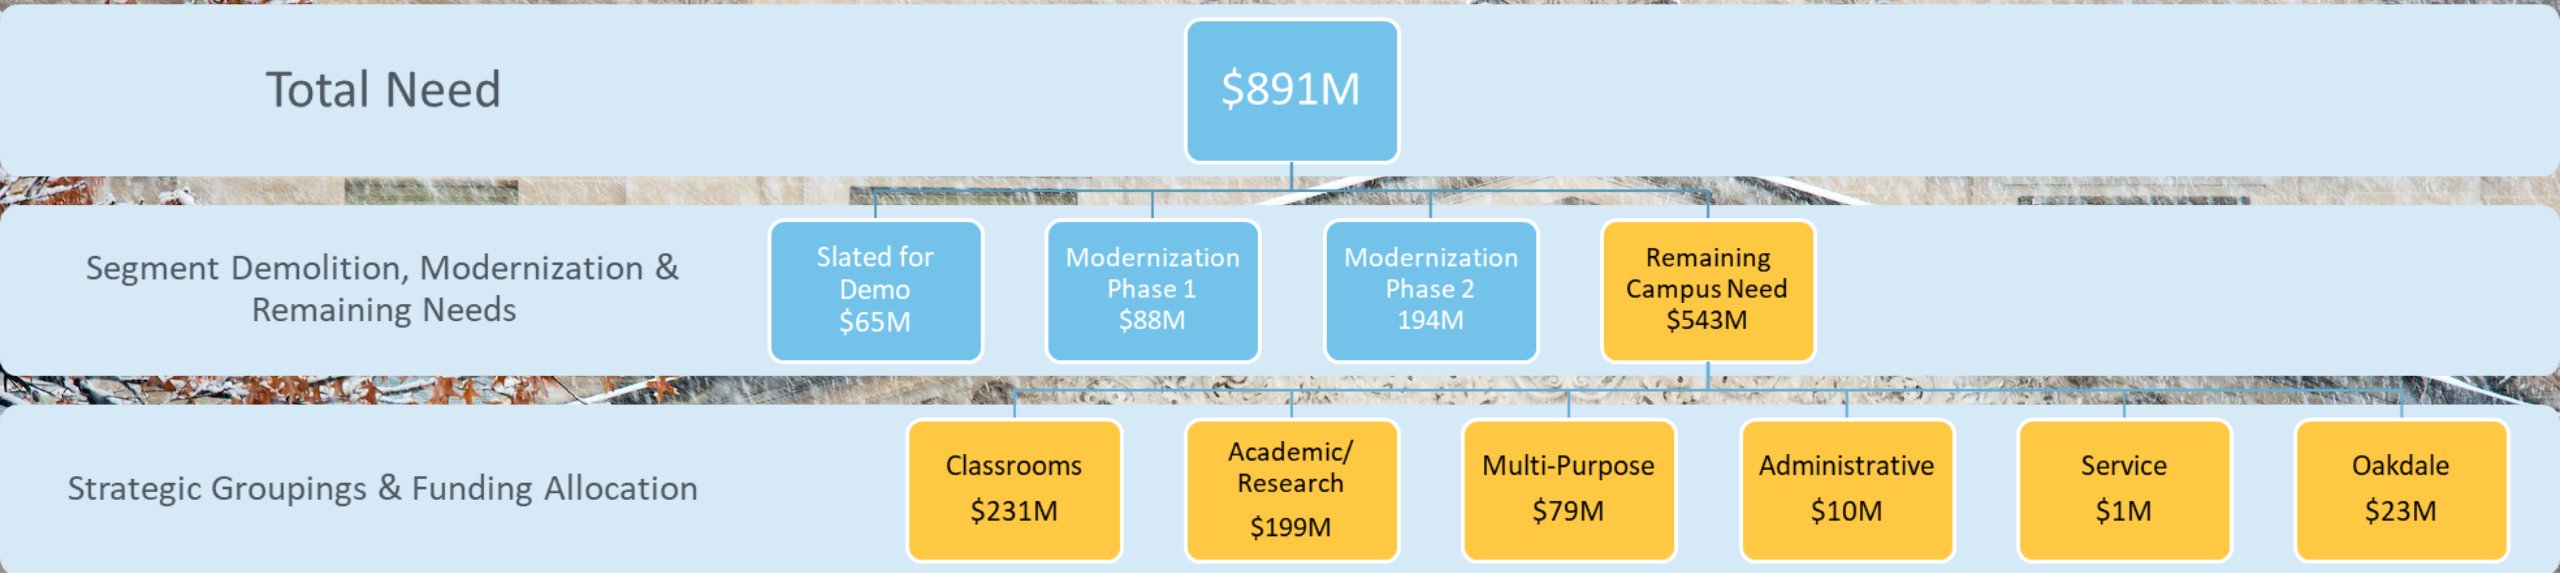 Total Need
$891M
Segment Demolition, Modernization &
Remaining Needs
Slated for
Demo
$65M
Modernization
Phase 1
$88M
Modernization
Phase 2
194M
Remaining
Campus Need
$543M
Strategic Groupings & Funding Allocation
Classrooms
$231M
Academic/
Research
$199M
Multi-Purpose
$79M
Administrative
$10M
Service
$1M
Oakdale
$23M